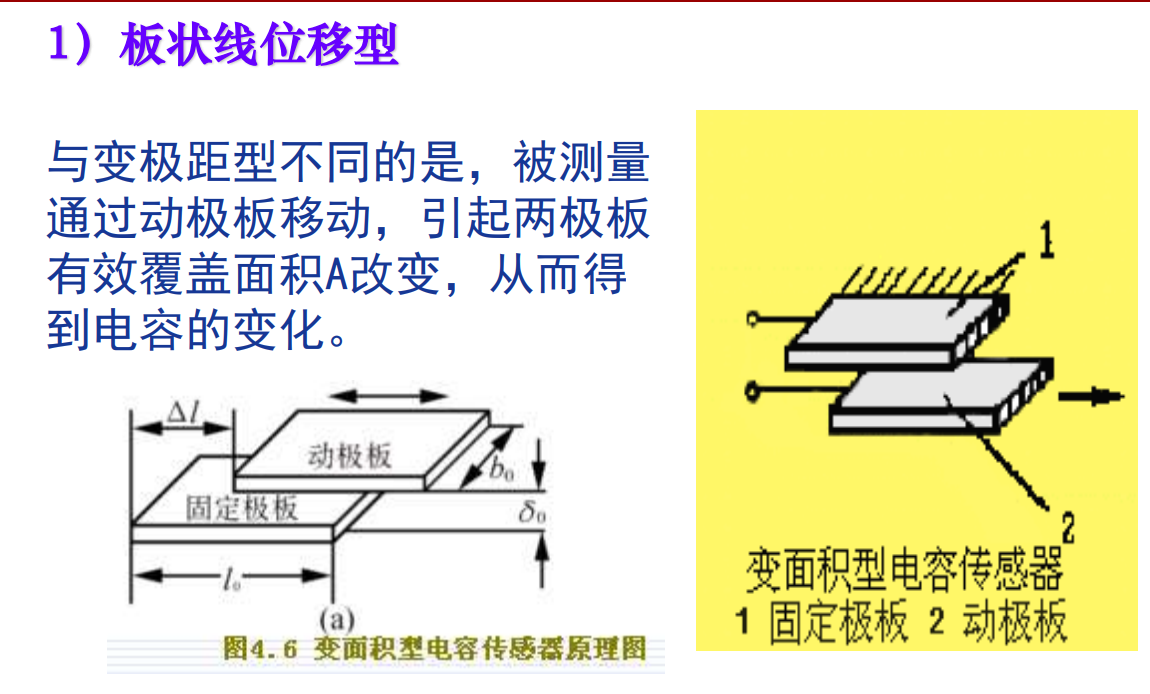 1）板状线位移型
与变极距型不同的是，被测量
通过动极板移动，引起两极板
有效覆盖面积A改变，从而得
到电容的变化。
Δl
动极板
b₀
固定极板
δ₀
l₀
(a)
图4.6 变面积型电容传感器原理图
1
2
变面积型电容传感器
1 固定极板 2 动极板